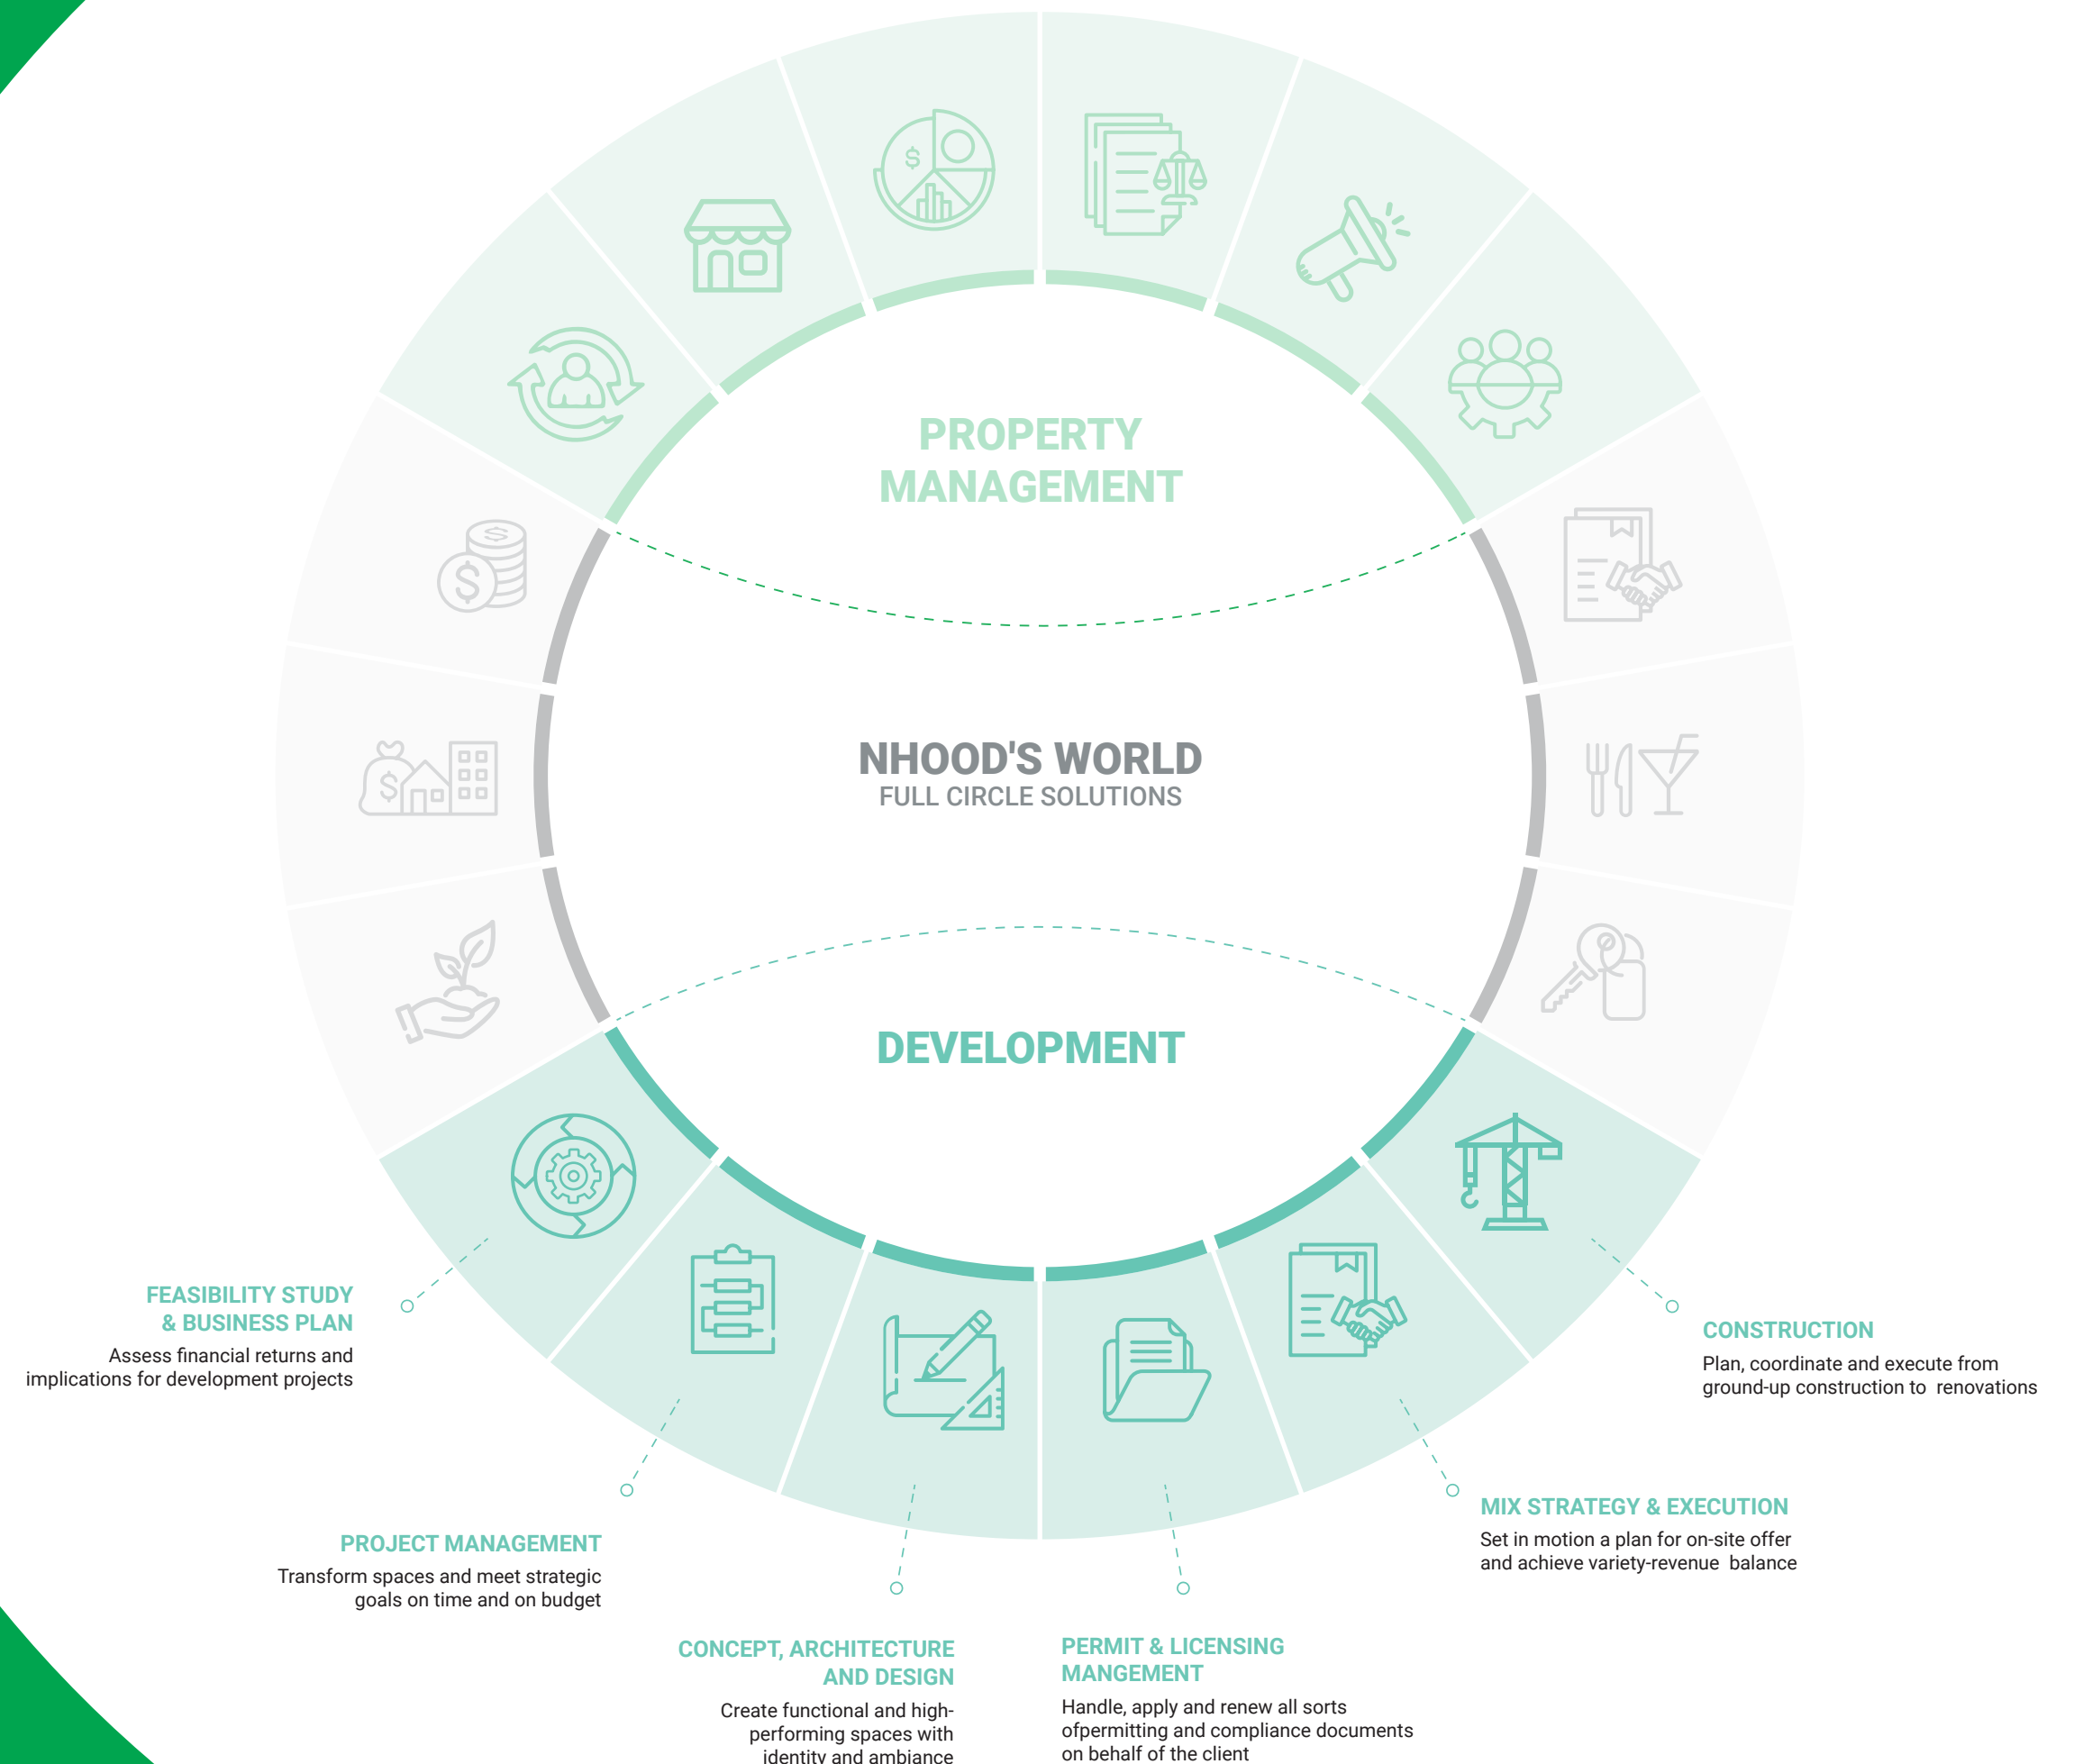 PROPERTY
MANAGEMENT
NHOOD'S WORLD
FULL CIRCLE SOLUTIONS
DEVELOPMENT
FEASIBILITY STUDY
& BUSINESS PLAN
Assess financial returns and
implications for development projects
PROJECT MANAGEMENT
Transform spaces and meet strategic
goals on time and on budget
CONCEPT, ARCHITECTURE
AND DESIGN
Create functional and high-
performing spaces with
identity and ambiance
PERMIT & LICENSING
MANGEMENT
Handle, apply and renew all sorts
ofpermitting and compliance documents
on behalf of the client
MIX STRATEGY & EXECUTION
Set in motion a plan for on-site offer
and achieve variety-revenue  balance
CONSTRUCTION
Plan, coordinate and execute from
ground-up construction to  renovations